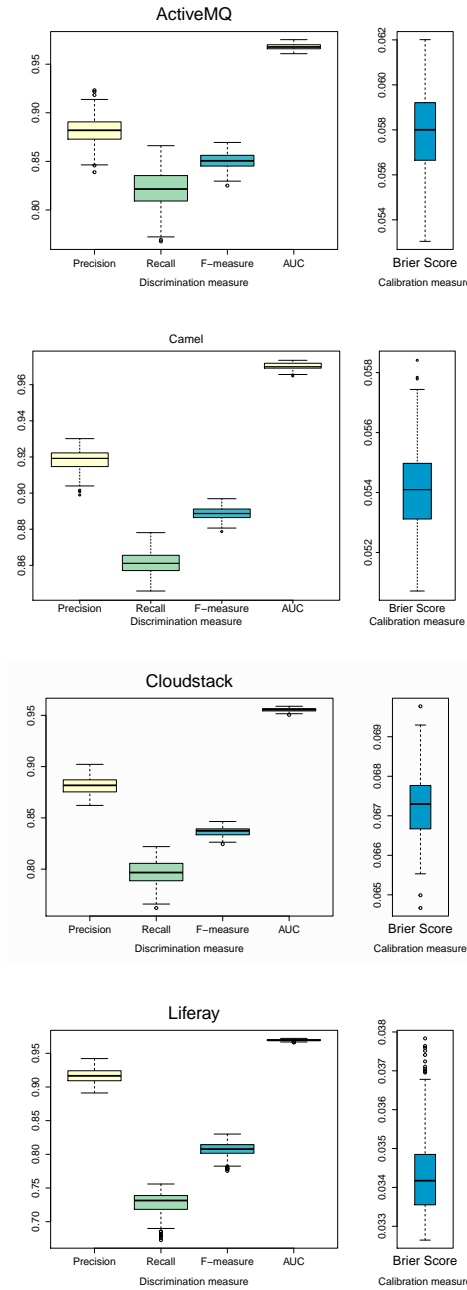 ActiveMQ
0.80 0.85 0.90 0.95
0.054 0.056 0.058 0.060 0.062
Precision Recall F−measure AUC
Brier Score
Discrimination measure
Calibration measure
Camel
0.86 0.88 0.90 0.92 0.94 0.96
0.052 0.054 0.056 0.058
Precision Recall F−measure AUC
Brier Score
Discrimination measure
Calibration measure
Cloudstack
0.80 0.85 0.90 0.95
0.065 0.066 0.067 0.068 0.069
Precision Recall F−measure AUC
Brier Score
Discrimination measure
Calibration measure
Liferay
0.70 0.75 0.80 0.85 0.90 0.95
0.033 0.034 0.035 0.036 0.037 0.038
Precision Recall F−measure AUC
Brier Score
Discrimination measure
Calibration measure